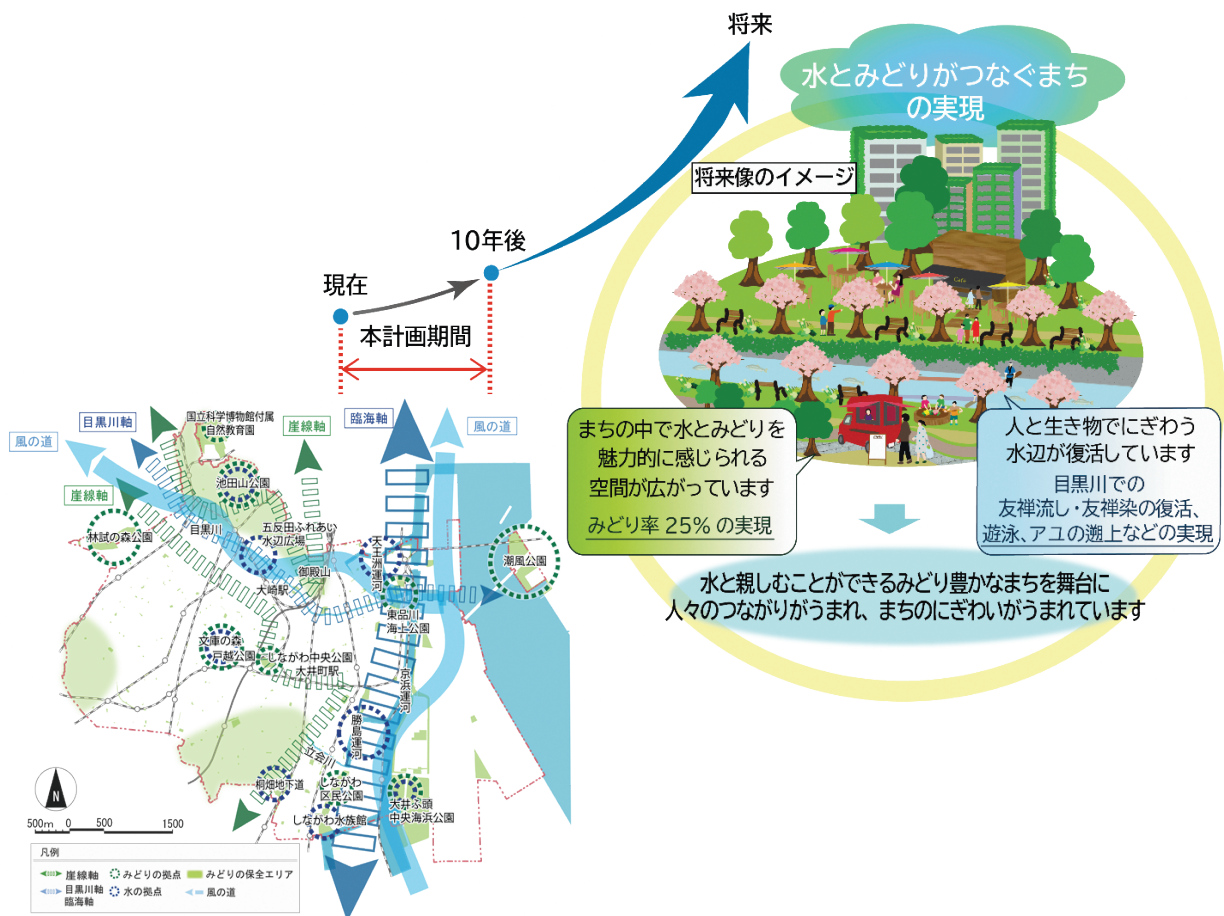 将来
水とみどりがつなぐまち
の実現
将来像のイメージ
10年後
現在
本計画期間
Cafe
まちの中で水とみどりを
魅力的に感じられる
空間が広がっています
みどり率 25% の実現
人と生き物でにぎわう
水辺が復活しています
目黒川での
友禅流し・友禅染の復活、
遊泳、アユの遡上などの実現
水と親しむことができるみどり豊かなまちを舞台に
人々のつながりがうまれ、まちのにぎわいがうまれています
風の道
目黒川軸
国立科学博物館付属
自然教育園
崖線軸
臨海軸
風の道
崖線軸
池田山公園
林試の森公園
目黒川
五反田ふれあい
水辺広場
御殿山
大崎駅
天王洲運河
潮風公園
東品川
海上公園
文庫の森
戸越公園
しながわ中央公園
大井町駅
京浜運河
勝島運河
立会川
桐畑地下道
しながわ
区民公園
しながわ水族館
大井ふ頭
中央海浜公園
N
500m 0 500 1500
凡例
崖線軸
みどりの拠点
みどりの保全エリア
目黒川軸
臨海軸
水の拠点
風の道